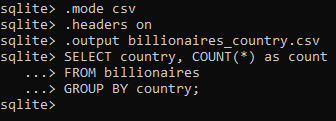 sqlite> .mode csv
sqlite> .headers on
sqlite> .output billionaires_country.csv
sqlite> SELECT country, COUNT(*) as count
   ...> FROM billionaires
   ...> GROUP BY country;
sqlite>